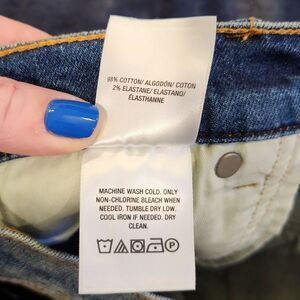 98% COTTON/ ALGODÓN/ COTON
2% ELASTANE/ ELASTANO/
ÉLASTHANNE
MACHINE WASH COLD. ONLY
NON-CHLORINE BLEACH WHEN
NEEDED. TUMBLE DRY LOW.
COOL IRON IF NEEDED. DRY
CLEAN.
P